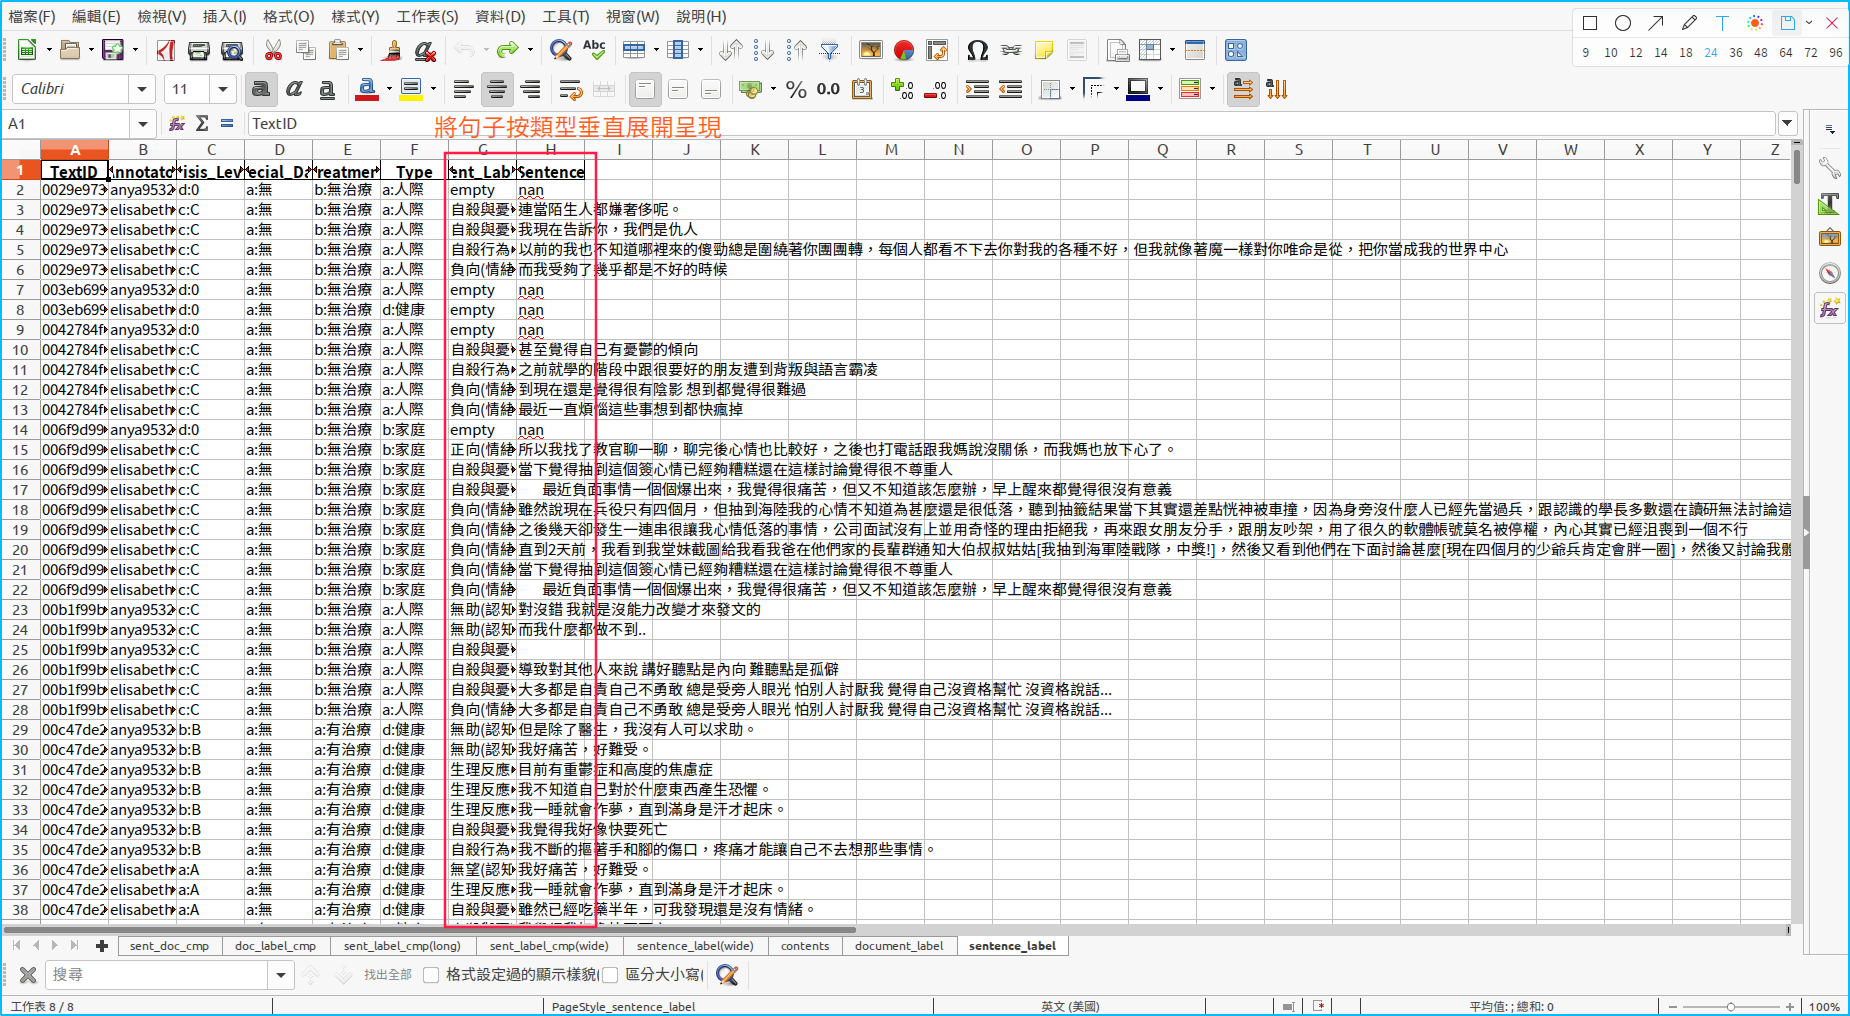 檔案(F) 編輯(E) 檢視(V) 插入(I) 格式(O) 樣式(Y) 工作表(S) 資料(D) 工具(T) 視窗(W) 說明(H)
9 10 12 14 18 24 36 48 64 72 96
Calibri 11
A1 TextID
將句子按類型垂直展開呈現
A B C D E F G H I J K L M N O P Q R S T U V W X Y Z
1 TextID nnotato isis_Lev ecial_Da reatmer Type ent_Lab Sentence
2 0029e973 anya9532 d:0 a:無 b:無治療 a:人際 empty nan
3 0029e973 elisabeth c:C a:無 b:無治療 a:人際 自殺與憂 連當陌生人都嫌奢侈呢。
4 0029e973 elisabeth c:C a:無 b:無治療 a:人際 自殺與憂 我現在告訴你，我們是仇人
5 0029e973 elisabeth c:C a:無 b:無治療 a:人際 自殺行為 以前的我也不知道哪裡來的傻勁總是圍繞著你團團轉，每個人都看不下去你對我的各種不好，但我就像著魔一樣對你唯命是從，把你當成我的世界中心
6 0029e973 elisabeth c:C a:無 b:無治療 a:人際 負向(情緒 而我受夠了幾乎都是不好的時候
7 003eb699 anya9532 d:0 a:無 b:無治療 a:人際 empty nan
8 003eb699 elisabeth d:0 a:無 b:無治療 d:健康 empty nan
9 0042784f anya9532 d:0 a:無 b:無治療 a:人際 empty nan
10 0042784f elisabeth c:C a:無 b:無治療 a:人際 自殺與憂 甚至覺得自己有憂鬱的傾向
11 0042784f elisabeth c:C a:無 b:無治療 a:人際 自殺行為 之前就學的階段中跟很要好的朋友遭到背叛與語言霸凌
12 0042784f elisabeth c:C a:無 b:無治療 a:人際 負向(情緒 到現在還是覺得很有陰影 想到都覺得很難過
13 0042784f elisabeth c:C a:無 b:無治療 a:人際 負向(情緒 最近一直煩惱這些事想到都快瘋掉
14 006f9d99 anya9532 d:0 a:無 b:無治療 b:家庭 empty nan
15 006f9d99 elisabeth c:C a:無 b:無治療 b:家庭 正向(情緒 所以我找了教官聊一聊，聊完後心情也比較好，之後也打電話跟我媽說沒關係，而我媽也放下心了。
16 006f9d99 elisabeth c:C a:無 b:無治療 b:家庭 自殺與憂 當下覺得抽到這個簽心情已經夠糟糕還在這樣討論覺得很不尊重人
17 006f9d99 elisabeth c:C a:無 b:無治療 b:家庭 自殺與憂 最近負面事情一個個爆出來，我覺得很痛苦，但又不知道該怎麼辦，早上醒來都覺得很沒有意義
18 006f9d99 elisabeth c:C a:無 b:無治療 b:家庭 負向(情緒 雖然說現在兵役只有四個月，但抽到海陸我的心情不知道為甚麼還是很低落，聽到抽籤結果當下其實還差點恍神被車撞，因為身旁沒什麼人已經先當過兵，跟認識的學長多數還在讀研無法討論這
19 006f9d99 elisabeth c:C a:無 b:無治療 b:家庭 負向(情緒 之後幾天卻發生一連串很讓我心情低落的事情，公司面試沒有上並用奇怪的理由拒絕我，再來跟女朋友分手，跟朋友吵架，用了很久的軟體帳號莫名被停權，內心其實已經沮喪到一個不行
20 006f9d99 elisabeth c:C a:無 b:無治療 b:家庭 負向(情緒 直到2天前，我看到我堂妹截圖給我看我爸在他們家的長輩群通知大伯叔叔姑姑[我抽到海軍陸戰隊，中獎!]，然後又看到他們在下面討論甚麼[現在四個月的少爺兵肯定會胖一圈]，然後又討論我體
21 006f9d99 elisabeth c:C a:無 b:無治療 b:家庭 負向(情緒 當下覺得抽到這個簽心情已經夠糟糕還在這樣討論覺得很不尊重人
22 006f9d99 elisabeth c:C a:無 b:無治療 b:家庭 負向(情緒 最近負面事情一個個爆出來，我覺得很痛苦，但又不知道該怎麼辦，早上醒來都覺得很沒有意義
23 00b1f99b anya9532 c:C a:無 b:無治療 a:人際 無助(認知 對沒錯 我就是沒能力改變才來發文的
24 00b1f99b anya9532 c:C a:無 b:無治療 a:人際 無助(認知 而我什麼都做不到..
25 00b1f99b anya9532 c:C a:無 b:無治療 a:人際 自殺與憂
26 00b1f99b elisabeth c:C a:無 b:無治療 a:人際 自殺與憂 導致對其他人來說 講好聽點是內向 難聽點是孤僻
27 00b1f99b elisabeth c:C a:無 b:無治療 a:人際 自殺與憂 大多都是自責自己不勇敢 總是受旁人眼光 怕別人討厭我 覺得自己沒資格幫忙 沒資格說話...
28 00b1f99b elisabeth c:C a:無 b:無治療 a:人際 負向(情緒 大多都是自責自己不勇敢 總是受旁人眼光 怕別人討厭我 覺得自己沒資格幫忙 沒資格說話...
29 00c47de2 anya9532 b:B a:無 a:有治療 d:健康 無助(認知 但是除了醫生，我沒有人可以求助。
30 00c47de2 anya9532 b:B a:無 a:有治療 d:健康 無助(認知 我好痛苦，好難受。
31 00c47de2 anya9532 b:B a:無 a:有治療 d:健康 生理反應 目前有重鬱症和高度的焦慮症
32 00c47de2 anya9532 b:B a:無 a:有治療 d:健康 生理反應 我不知道自己對於什麼東西產生恐懼。
33 00c47de2 anya9532 b:B a:無 a:有治療 d:健康 生理反應 我一睡就會作夢，直到滿身是汗才起床。
34 00c47de2 anya9532 b:B a:無 a:有治療 d:健康 自殺與憂 我覺得我好像快要死亡
35 00c47de2 anya9532 b:B a:無 a:有治療 d:健康 自殺行為 我不斷的摳著手和腳的傷口，疼痛才能讓自己不去想那些事情。
36 00c47de2 elisabeth a:A a:無 a:有治療 d:健康 無望(認知 我好痛苦，好難受。
37 00c47de2 elisabeth a:A a:無 a:有治療 d:健康 生理反應 我一睡就會作夢，直到滿身是汗才起床。
38 00c47de2 elisabeth a:A a:無 a:有治療 d:健康 自殺與憂 雖然已經吃藥半年，可我發現還是沒有情緒。
sent_doc_cmp doc_label_cmp sent_label_cmp(long) sent_label_cmp(wide) sentence_label(wide) contents document_label sentence_label
搜尋 找出全部 格式設定過的顯示樣貌( 區分大小寫(
工作表 8 / 8 PageStyle_sentence_label 英文 (美國) 平均值: ; 總和: 0 100%